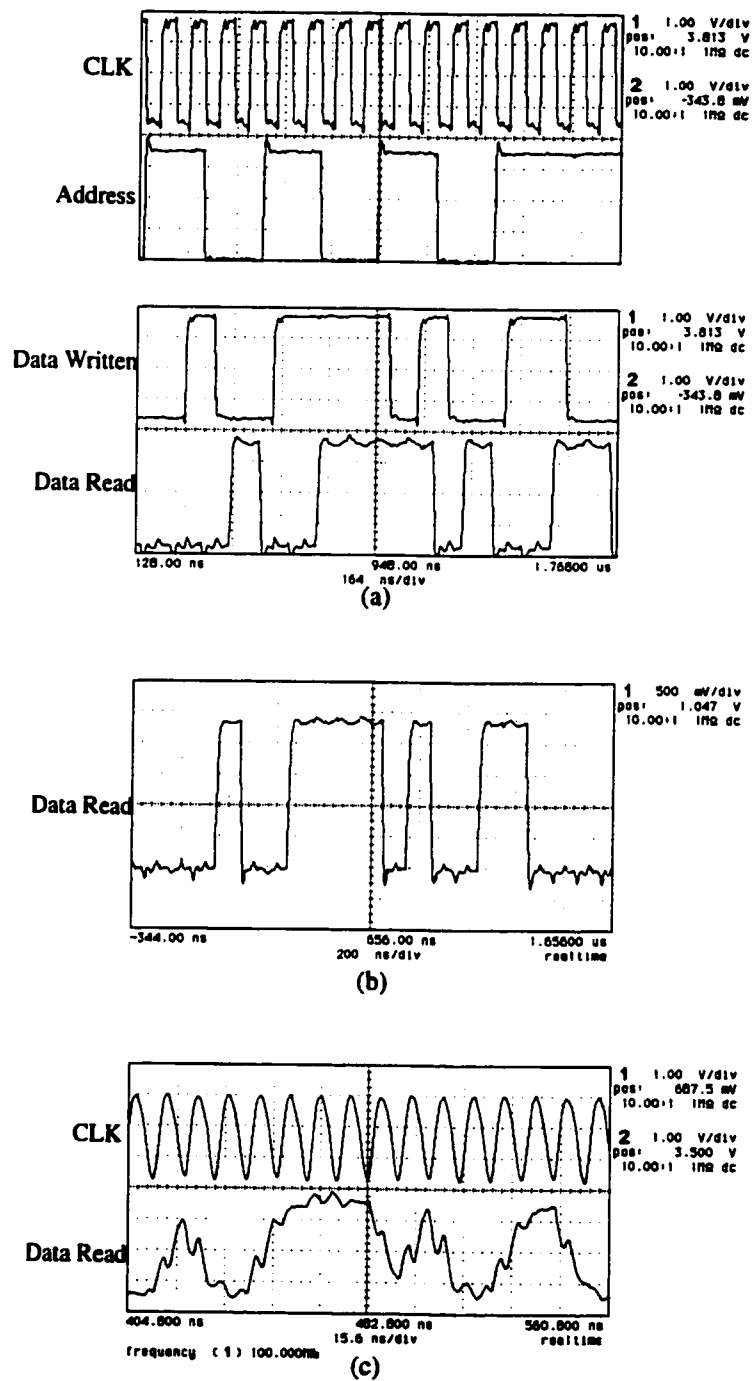 CLK
1 1.00 V/div
pos: 3.813 V
10.00:1 1MΩ dc
2 1.00 V/div
pos: -343.8 mV
10.00:1 1MΩ dc
Address
Data Written
1 1.00 V/div
pos: 3.813 V
10.00:1 1MΩ dc
2 1.00 V/div
pos: -343.8 mV
10.00:1 1MΩ dc
Data Read
128.00 ns 948.00 ns 1.76800 us
164 ns/div
(a)
1 500 mV/div
pos: 1.047 V
10.00:1 1MΩ dc
Data Read
-344.00 ns 656.00 ns 1.65600 us
200 ns/div realtime
(b)
CLK
1 1.00 V/div
pos: 687.5 mV
10.00:1 1MΩ dc
2 1.00 V/div
pos: 3.500 V
10.00:1 1MΩ dc
Data Read
404.800 ns 482.800 ns 560.800 ns
15.6 ns/div realtime
frequency (1) 100.000MHz
(c)